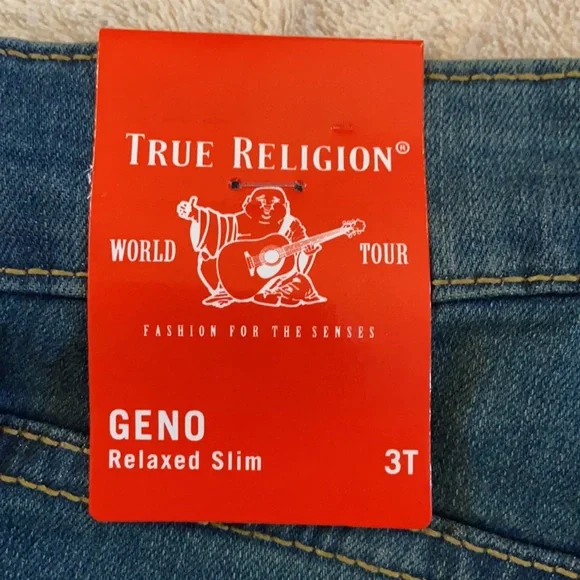 TRUE RELIGION®
WORLD TOUR
FASHION FOR THE SENSES
GENO
Relaxed Slim 3T